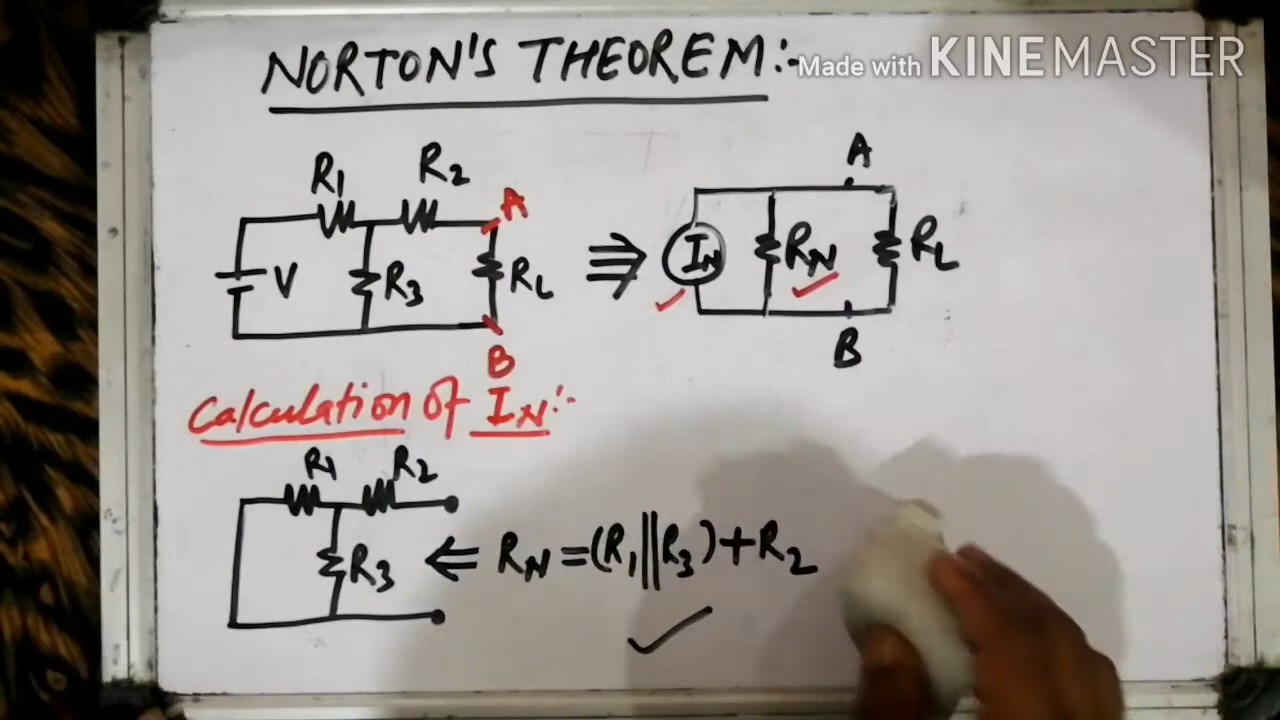 NORTON'S THEOREM:-
Made with KINEMASTER
R1 R2 A
V R3 RL
B
A
IN RN RL
B
Calculation of IN:-
R1 R2
R3 ⇐ RN = (R1||R3) + R2